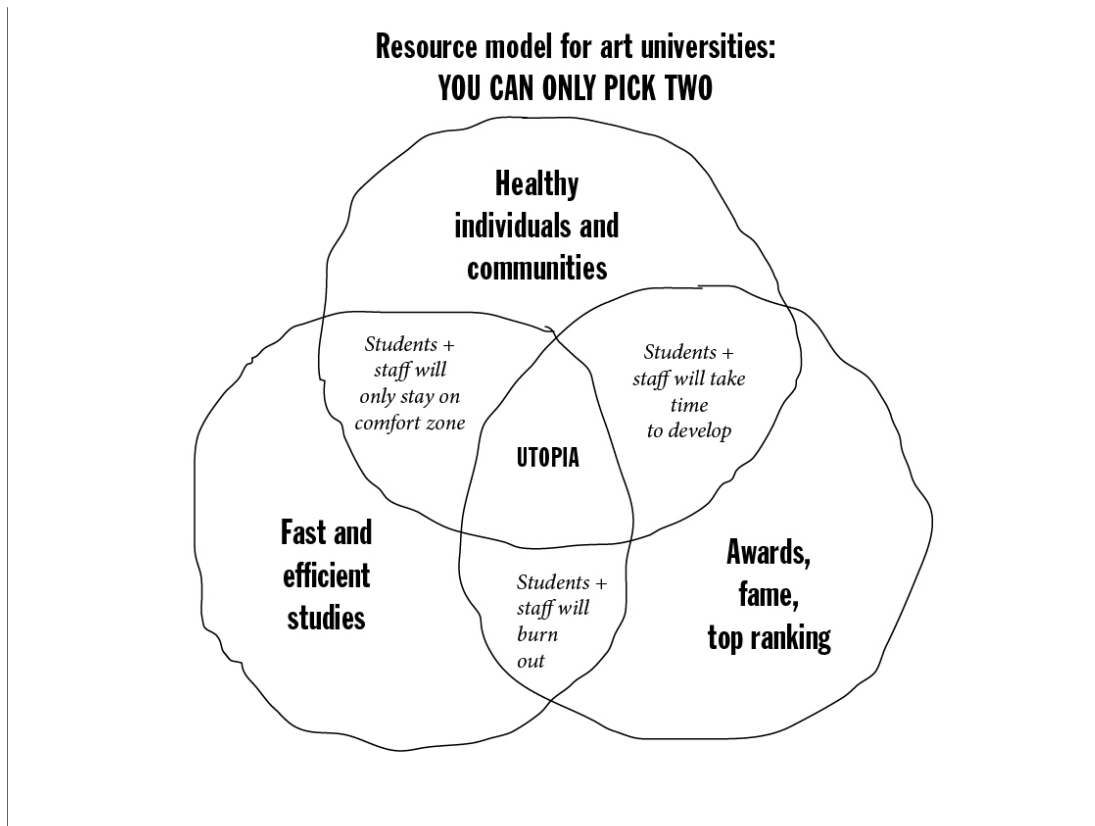 Resource model for art universities:
YOU CAN ONLY PICK TWO
Healthy
individuals and
communities
Students +
staff will
only stay on
comfort zone
Students +
staff will take
time
to develop
UTOPIA
Fast and
efficient
studies
Awards,
fame,
top ranking
Students +
staff will
burn
out